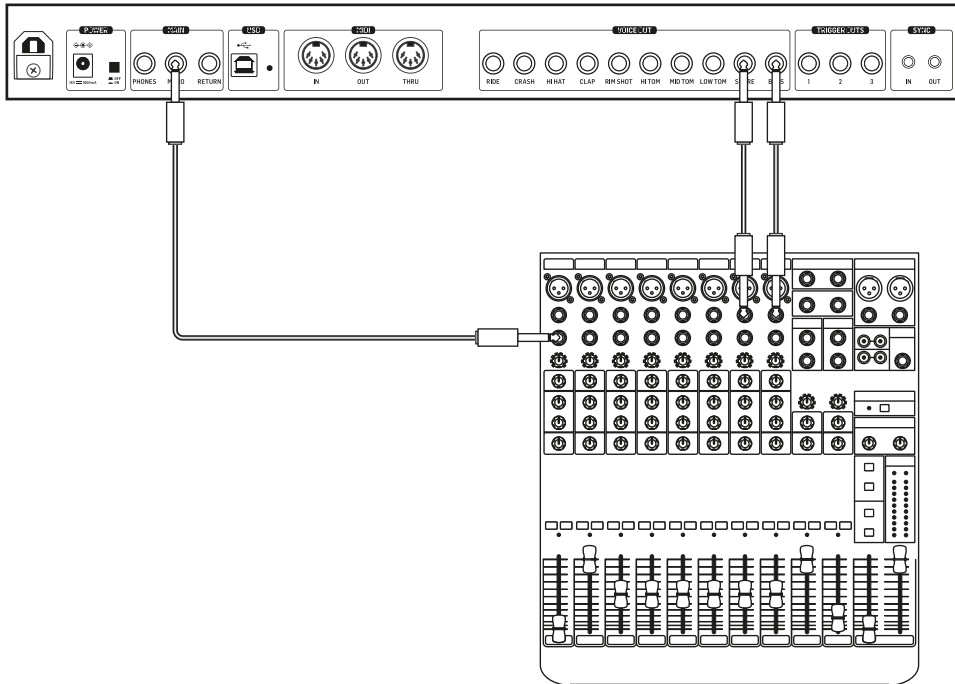 POWER MAIN USB MIDI VOICE OUT TRIGGER OUTS SYNC
OFF
ON
PHONES RETURN IN OUT THRU RIDE CRASH HI HAT CLAP RIM SHOT HI TOM MID TOM LOW TOM 1 2 3 IN OUT